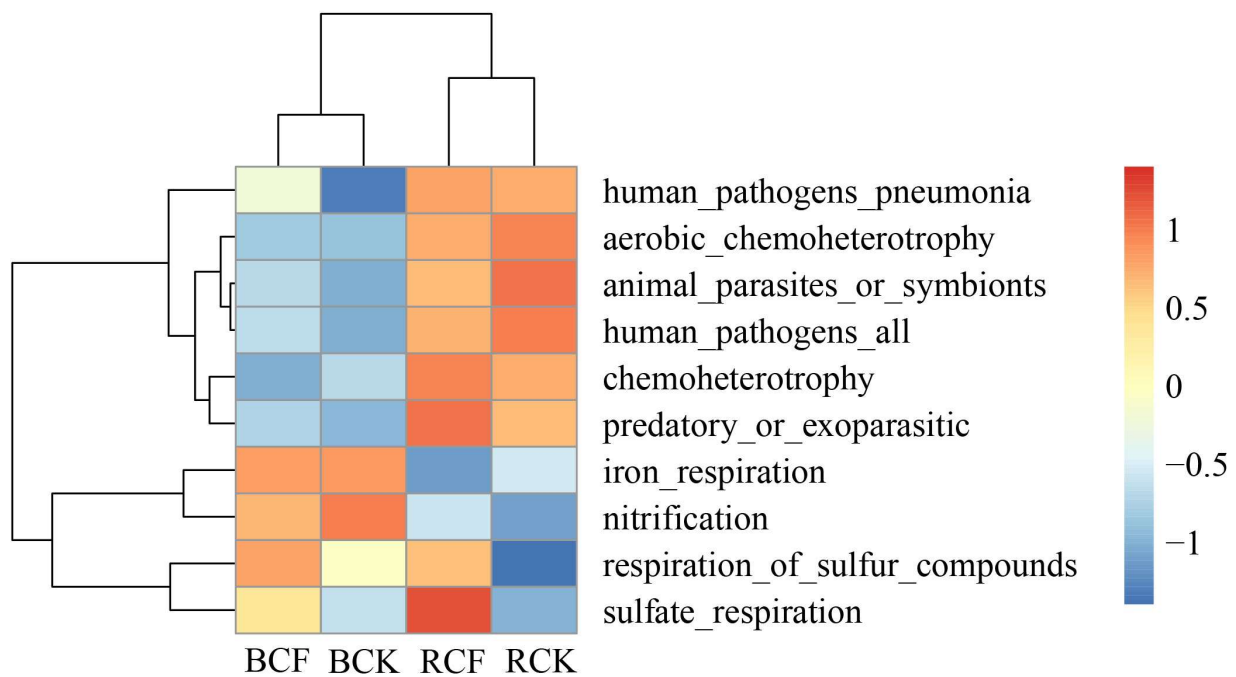 human_pathogens_pneumonia
aerobic_chemoheterotrophy
animal_parasites_or_symbionts
human_pathogens_all
chemoheterotrophy
predatory_or_exoparasitic
iron_respiration
nitrification
respiration_of_sulfur_compounds
sulfate_respiration
BCF BCK RCF RCK
1
0.5
0
−0.5
−1